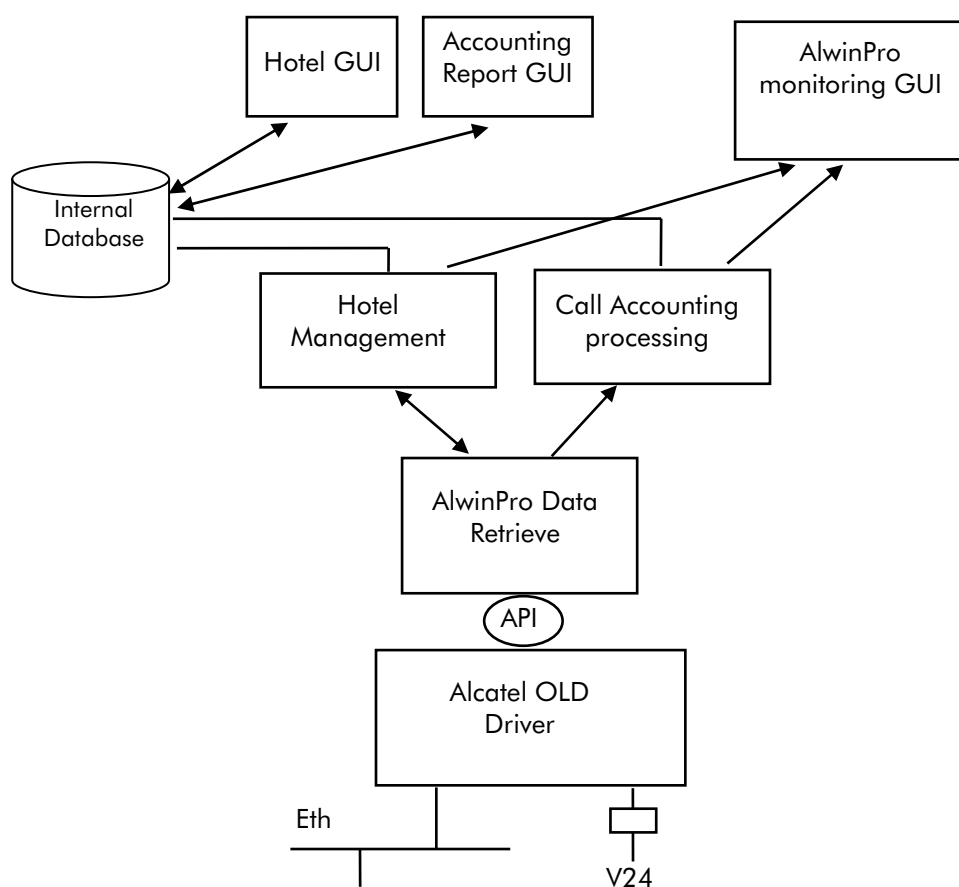 Hotel GUI
Accounting
Report GUI
AlwinPro
monitoring GUI
Internal
Database
Hotel
Management
Call Accounting
processing
AlwinPro Data
Retrieve
API
Alcatel OLD
Driver
Eth
V24